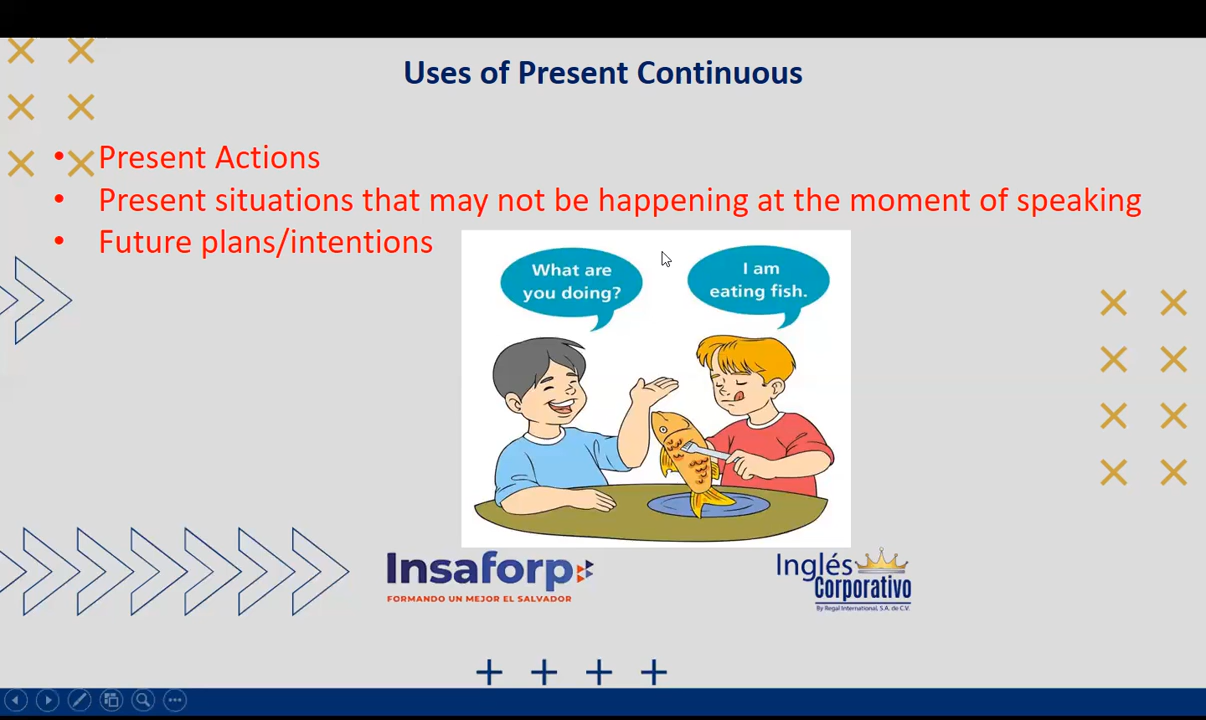 Uses of Present Continuous
• Present Actions
• Present situations that may not be happening at the moment of speaking
• Future plans/intentions
What are
you doing?
I am
eating fish.
Insaforp
FORMANDO UN MEJOR EL SALVADOR
Inglés
Corporativo
By Regal International, S.A. de C.V.